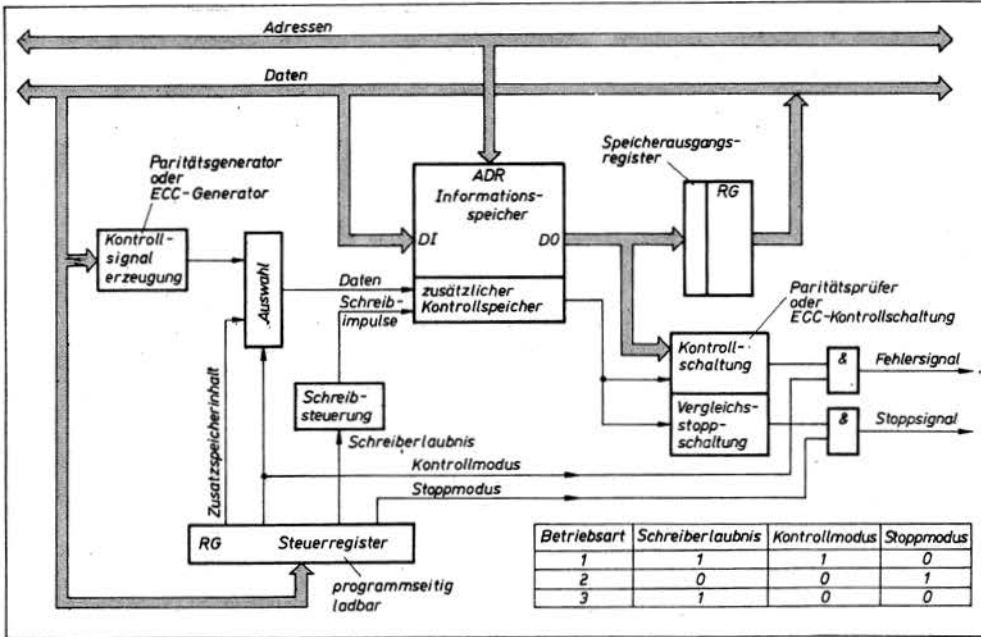 Adressen
Daten
Paritätsgenerator
oder
ECC-Generator
Speicherausgangs-
register
ADR
Informations-
speicher
DI
DO
RG
Kontroll-
signal
erzeugung
Auswahl
Daten
Schreib-
impulse
zusätzlicher
Kontrollspeicher
Paritätsprüfer
oder
ECC-Kontrollschaltung
Kontroll-
schaltung
&
Fehlersignal
Schreib-
steuerung
Vergleichs-
stopp-
schaltung
&
Stoppsignal
Zusatzspeicherinhalt
Schreiberlaubnis
Kontrollmodus
Stoppmodus
RG Steuerregister
programmseitig
ladbar
Betriebsart Schreiberlaubnis Kontrollmodus Stoppmodus
1 1 1 0
2 0 0 1
3 1 0 0